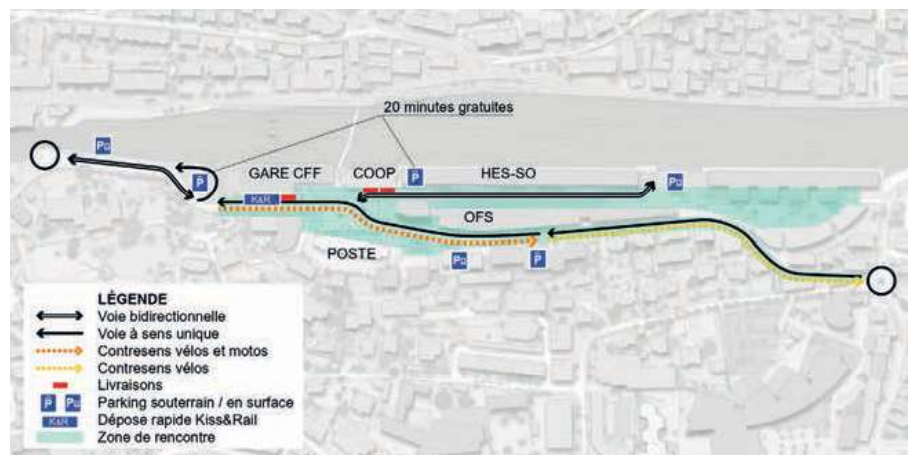 20 minutes gratuites
P
P
GARE CFF
COOP
P
HES-SO
P
K&R
OFS
POSTE
P
P
LÉGENDE
Voie bidirectionnelle
Voie à sens unique
Contresens vélos et motos
Contresens vélos
Livraisons
P P Parking souterrain / en surface
K&R Dépose rapide Kiss&Rail
Zone de rencontre